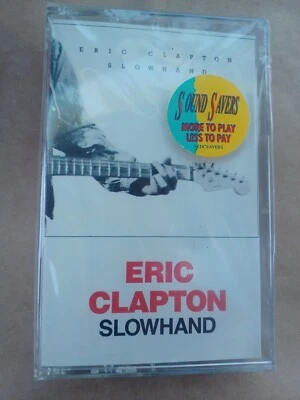 ERIC CLAPTON
SLOWHAND
SOUND SAVERS
MORE TO PLAY
LESS TO PAY
ERIC
CLAPTON
SLOWHAND